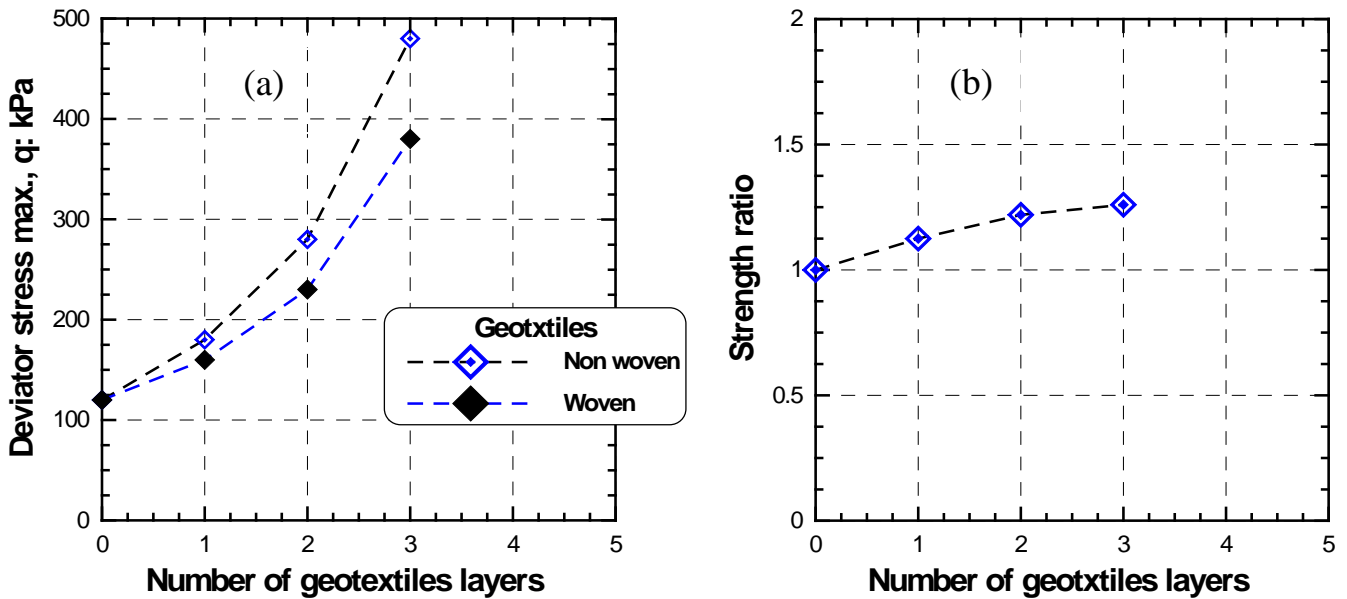 (a)
Deviator stress max., q: kPa
500
400
300
200
100
0
0 1 2 3 4 5
Number of geotextiles layers
Geotxtiles
Non woven
Woven
(b)
Strength ratio
2
1.5
1
0.5
0
0 1 2 3 4 5
Number of geotxtiles layers